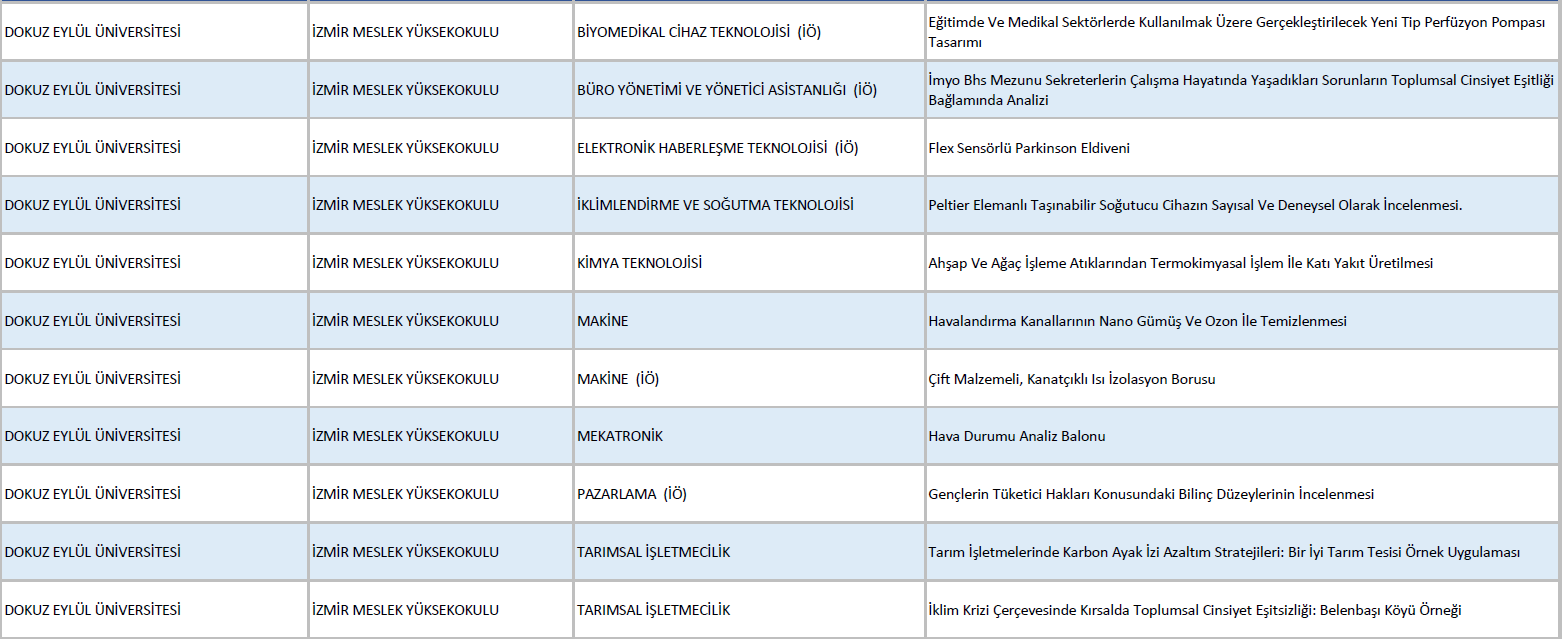 DOKUZ EYLÜL ÜNİVERSİTESİ İZMİR MESLEK YÜKSEKOKULU BİYOMEDİKAL CİHAZ TEKNOLOJİSİ (İÖ) Eğitimde Ve Medikal Sektörlerde Kullanılmak Üzere Gerçekleştirilecek Yeni Tip Perfüzyon Pompası
Tasarımı
DOKUZ EYLÜL ÜNİVERSİTESİ İZMİR MESLEK YÜKSEKOKULU BÜRO YÖNETİMİ VE YÖNETİCİ ASİSTANLIĞI (İÖ) İmyo Bhs Mezunu Sekreterlerin Çalışma Hayatında Yaşadıkları Sorunların Toplumsal Cinsiyet Eşitliği
Bağlamında Analizi
DOKUZ EYLÜL ÜNİVERSİTESİ İZMİR MESLEK YÜKSEKOKULU ELEKTRONİK HABERLEŞME TEKNOLOJİSİ (İÖ) Flex Sensörlü Parkinson Eldiveni
DOKUZ EYLÜL ÜNİVERSİTESİ İZMİR MESLEK YÜKSEKOKULU İKLİMLENDİRME VE SOĞUTMA TEKNOLOJİSİ Peltier Elemanlı Taşınabilir Soğutucu Cihazın Sayısal Ve Deneysel Olarak İncelenmesi.
DOKUZ EYLÜL ÜNİVERSİTESİ İZMİR MESLEK YÜKSEKOKULU KİMYA TEKNOLOJİSİ Ahşap Ve Ağaç İşleme Atıklarından Termokimyasal İşlem İle Katı Yakıt Üretilmesi
DOKUZ EYLÜL ÜNİVERSİTESİ İZMİR MESLEK YÜKSEKOKULU MAKİNE Havalandırma Kanallarının Nano Gümüş Ve Ozon İle Temizlenmesi
DOKUZ EYLÜL ÜNİVERSİTESİ İZMİR MESLEK YÜKSEKOKULU MAKİNE (İÖ) Çift Malzemeli, Kanatçıklı Isı İzolasyon Borusu
DOKUZ EYLÜL ÜNİVERSİTESİ İZMİR MESLEK YÜKSEKOKULU MEKATRONİK Hava Durumu Analiz Balonu
DOKUZ EYLÜL ÜNİVERSİTESİ İZMİR MESLEK YÜKSEKOKULU PAZARLAMA (İÖ) Gençlerin Tüketici Hakları Konusundaki Bilinç Düzeylerinin İncelenmesi
DOKUZ EYLÜL ÜNİVERSİTESİ İZMİR MESLEK YÜKSEKOKULU TARIMSAL İŞLETMECİLİK Tarım İşletmelerinde Karbon Ayak İzi Azaltım Stratejileri: Bir İyi Tarım Tesisi Örnek Uygulaması
DOKUZ EYLÜL ÜNİVERSİTESİ İZMİR MESLEK YÜKSEKOKULU TARIMSAL İŞLETMECİLİK İklim Krizi Çerçevesinde Kırsalda Toplumsal Cinsiyet Eşitsizliği: Belenbaşı Köyü Örneği